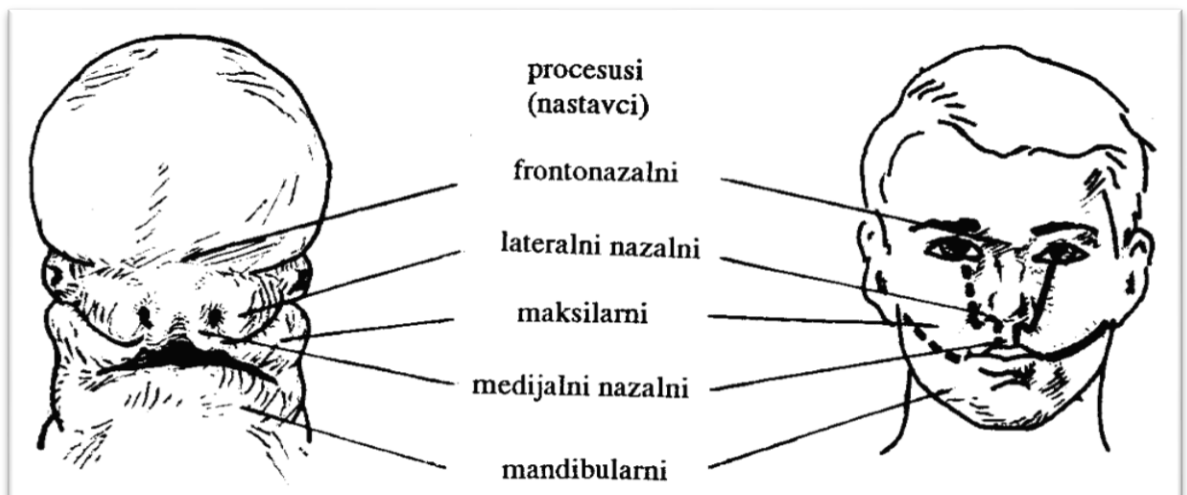 procesusi
(nastavci)
frontonazalni
lateralni nazalni
maksilarni
medijalni nazalni
mandibularni